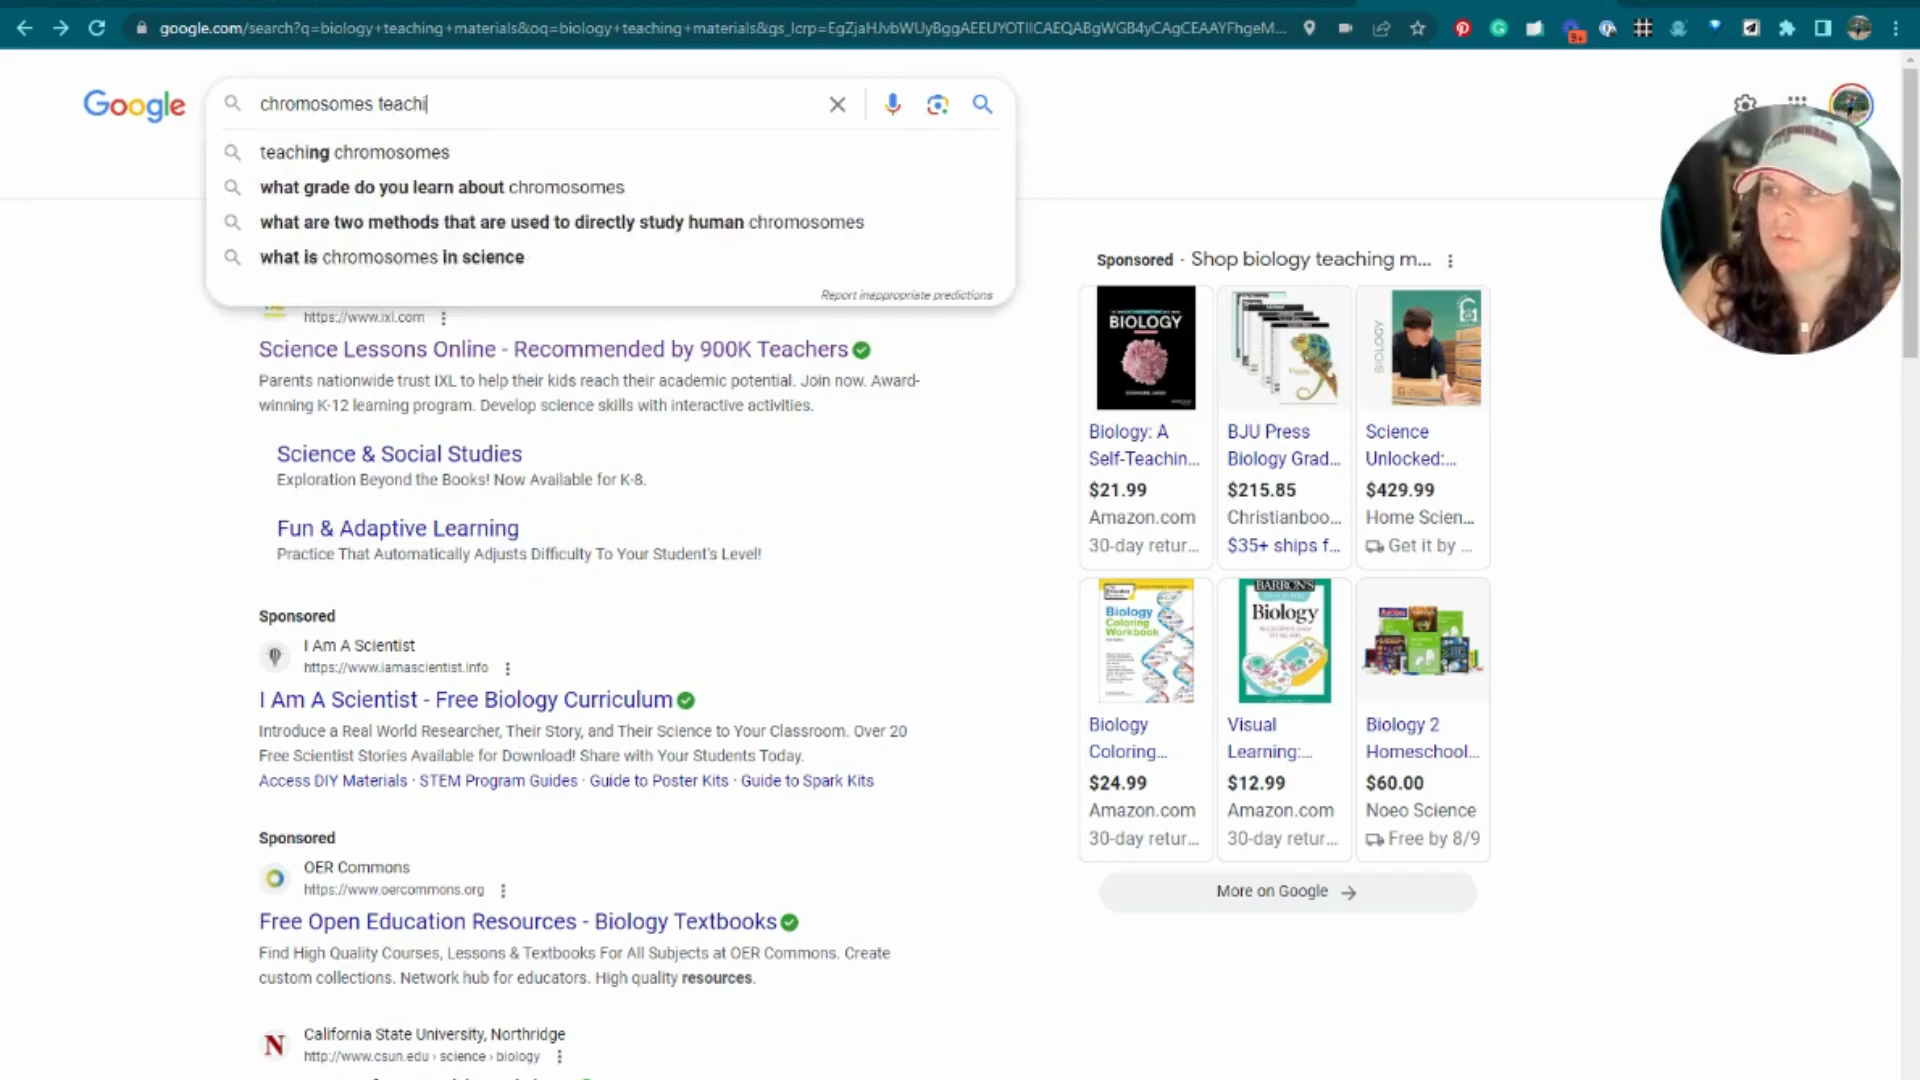 google.com/search?q=biology+teaching+materials&oq=biology+teaching+materials&gs_lcrp=EgZjaHJvbWUyBggAEEUYOTIICAEQABgWGB4yCAgCEAAYFhgeM...
9+
Google
chromosomes teachi
teaching chromosomes
what grade do you learn about chromosomes
what are two methods that are used to directly study human chromosomes
what is chromosomes in science
Report inappropriate predictions
https://www.ixl.com
Science Lessons Online - Recommended by 900K Teachers
Parents nationwide trust IXL to help their kids reach their academic potential. Join now. Award-
winning K-12 learning program. Develop science skills with interactive activities.
Science & Social Studies
Exploration Beyond the Books! Now Available for K-8.
Fun & Adaptive Learning
Practice That Automatically Adjusts Difficulty To Your Student's Level!
Sponsored
I Am A Scientist
https://www.iamascientist.info
I Am A Scientist - Free Biology Curriculum
Introduce a Real World Researcher, Their Story, and Their Science to Your Classroom. Over 20
Free Scientist Stories Available for Download! Share with Your Students Today.
Access DIY Materials · STEM Program Guides · Guide to Poster Kits · Guide to Spark Kits
Sponsored
OER Commons
https://www.oercommons.org
Free Open Education Resources - Biology Textbooks
Find High Quality Courses, Lessons & Textbooks For All Subjects at OER Commons. Create
custom collections. Network hub for educators. High quality resources.
N
California State University, Northridge
http://www.csun.edu › science › biology
Sponsored · Shop biology teaching m...
BIOLOGY
BIOLOGY
Biology: A
Self-Teachin...
$21.99
Amazon.com
30-day retur...
BJU Press
Biology Grad...
$215.85
Christianboo...
$35+ ships f...
Science
Unlocked:...
$429.99
Home Scien...
Get it by ...
Biology
Coloring
Workbook
BARRON'S
Biology
Biology
Coloring...
$24.99
Amazon.com
30-day retur...
Visual
Learning:...
$12.99
Amazon.com
30-day retur...
Biology 2
Homeschool...
$60.00
Noeo Science
Free by 8/9
More on Google